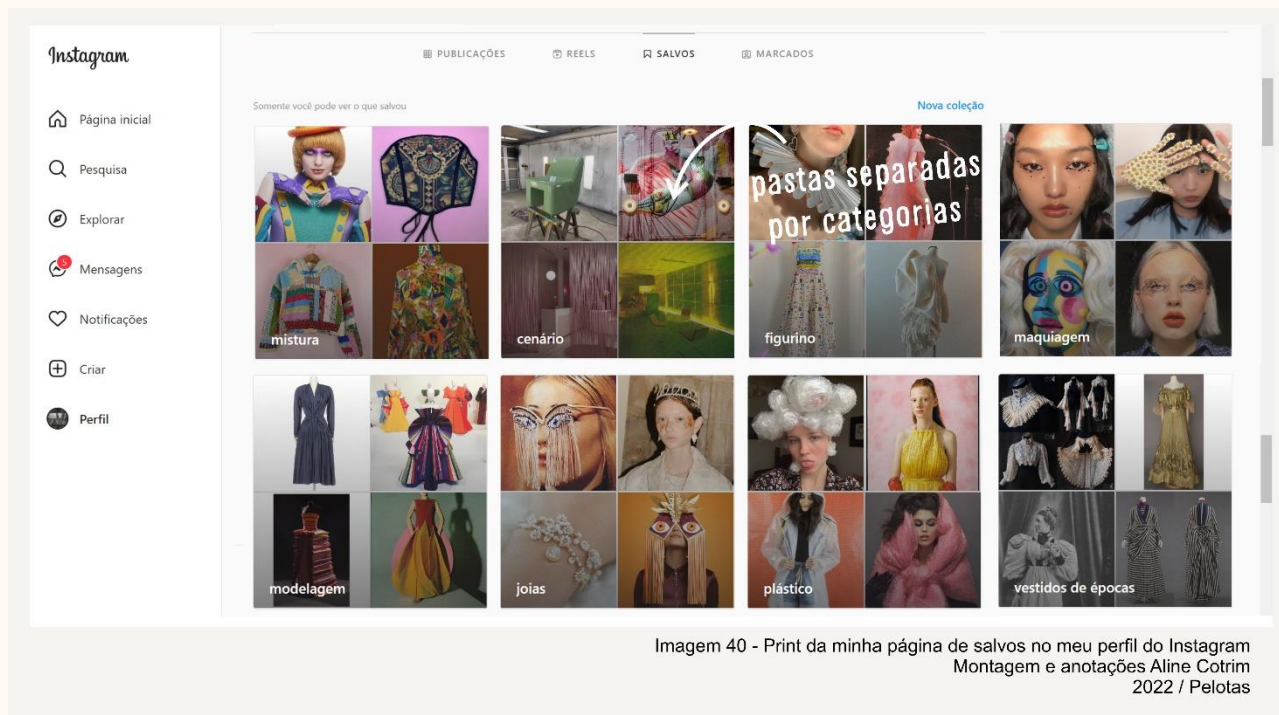 Instagram
Página inicial
Pesquisa
Explorar
5
Mensagens
Notificações
Criar
Perfil
PUBLICAÇÕES
REELS
SALVOS
MARCADOS
Somente você pode ver o que salvou
Nova coleção
pastas separadas
por categorias
mistura
cenário
figurino
maquiagem
modelagem
joias
plástico
vestidos de épocas
Imagem 40 - Print da minha página de salvos no meu perfil do Instagram
Montagem e anotações Aline Cotrim
2022 / Pelotas